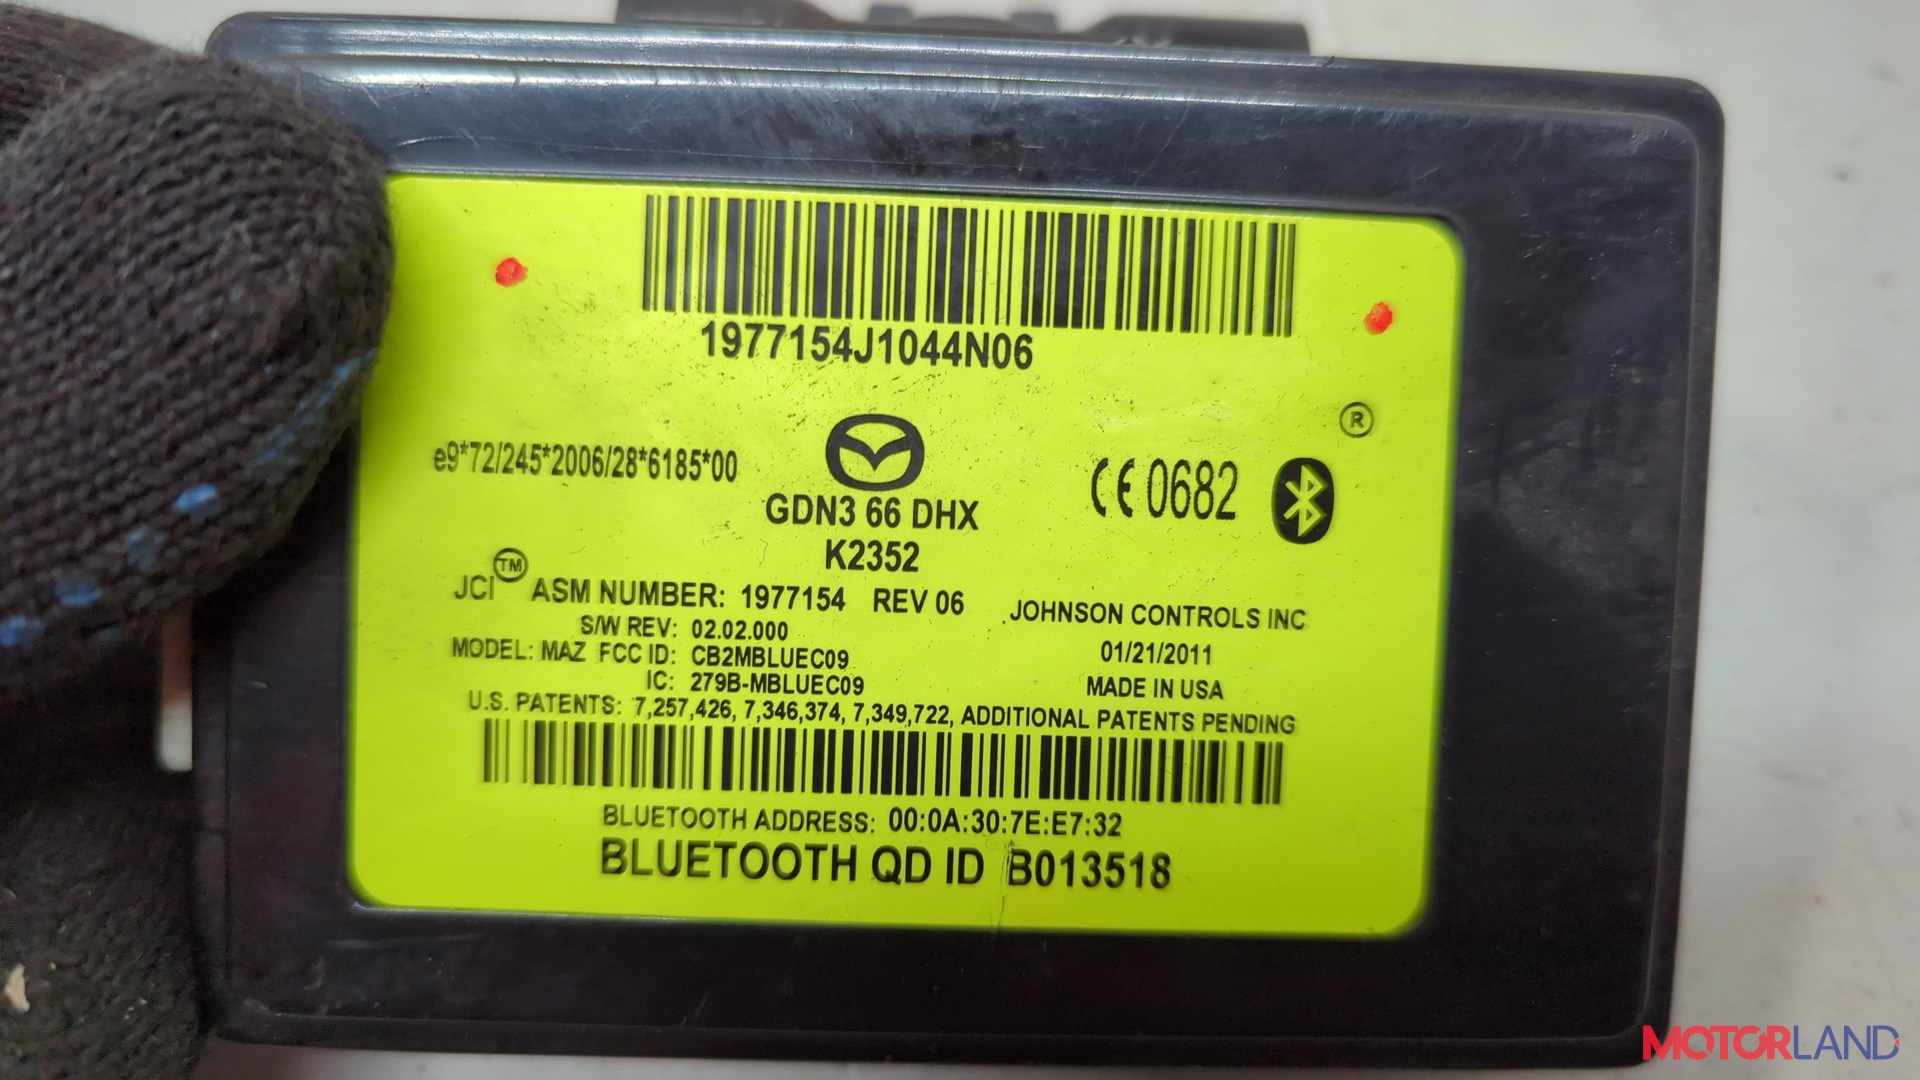 1977154J1044N06
®
e9*72/245*2006/28*6185*00
CE 0682
GDN3 66 DHX
K2352
JCI™ ASM NUMBER: 1977154 REV 06
JOHNSON CONTROLS INC
S/W REV: 02.02.000
01/21/2011
MODEL: MAZ FCC ID: CB2MBLUEC09
IC: 279B-MBLUEC09
MADE IN USA
U.S. PATENTS: 7,257,426, 7,346,374, 7,349,722, ADDITIONAL PATENTS PENDING
BLUETOOTH ADDRESS: 00:0A:30:7E:E7:32
BLUETOOTH QD ID B013518
MOTORLAND